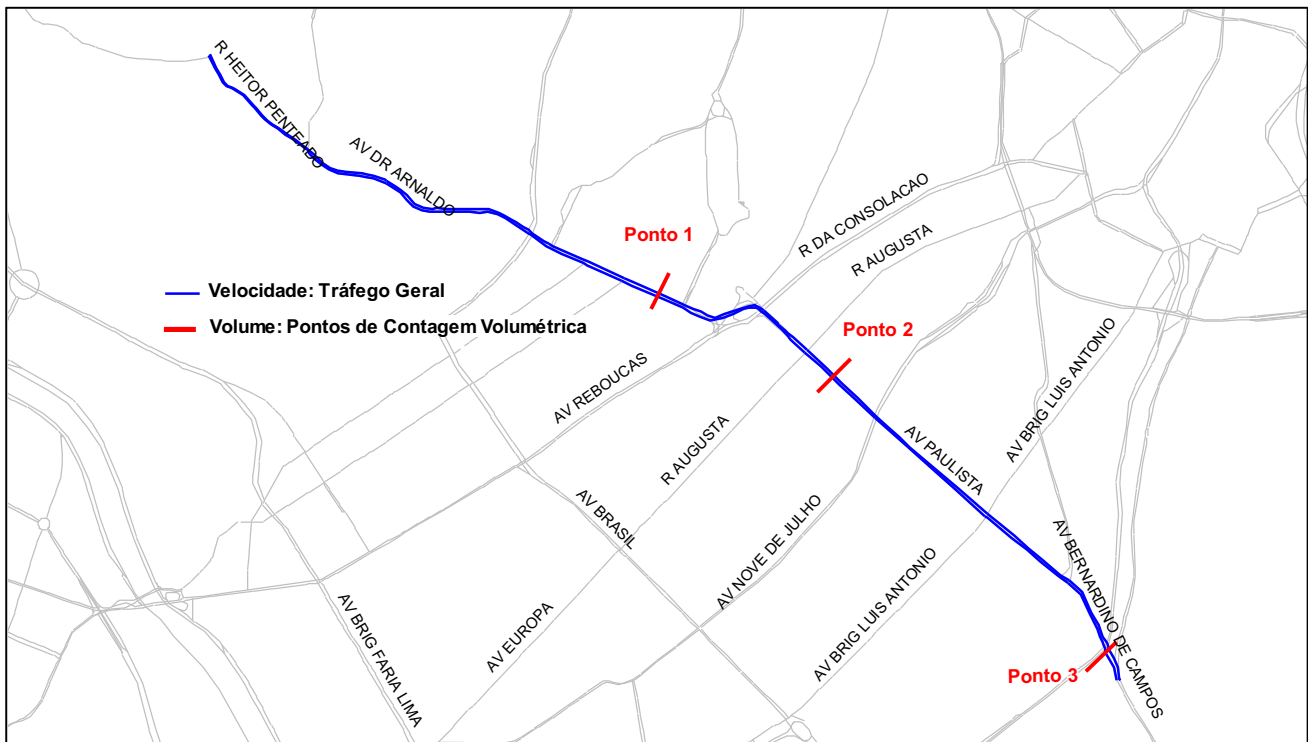 R HEITOR PENTEADO
AV DR ARNALDO
R DA CONSOLACAO
R AUGUSTA
Ponto 1
Velocidade: Tráfego Geral
Volume: Pontos de Contagem Volumétrica
Ponto 2
AV REBOUCAS
R AUGUSTA
AV BRIG LUIS ANTONIO
AV PAULISTA
AV BRASIL
AV NOVE DE JULHO
AV BERNARDINO DE CAMPOS
AV BRIG FARIA LIMA
AV EUROPA
AV BRIG LUIS ANTONIO
Ponto 3